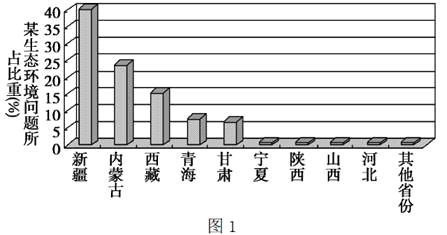 某生态环境问题所
占比重(%)
40
35
30
25
20
15
10
5
0
新疆
内蒙古
西藏
青海
甘肃
宁夏
陕西
山西
河北
其他省份
图1